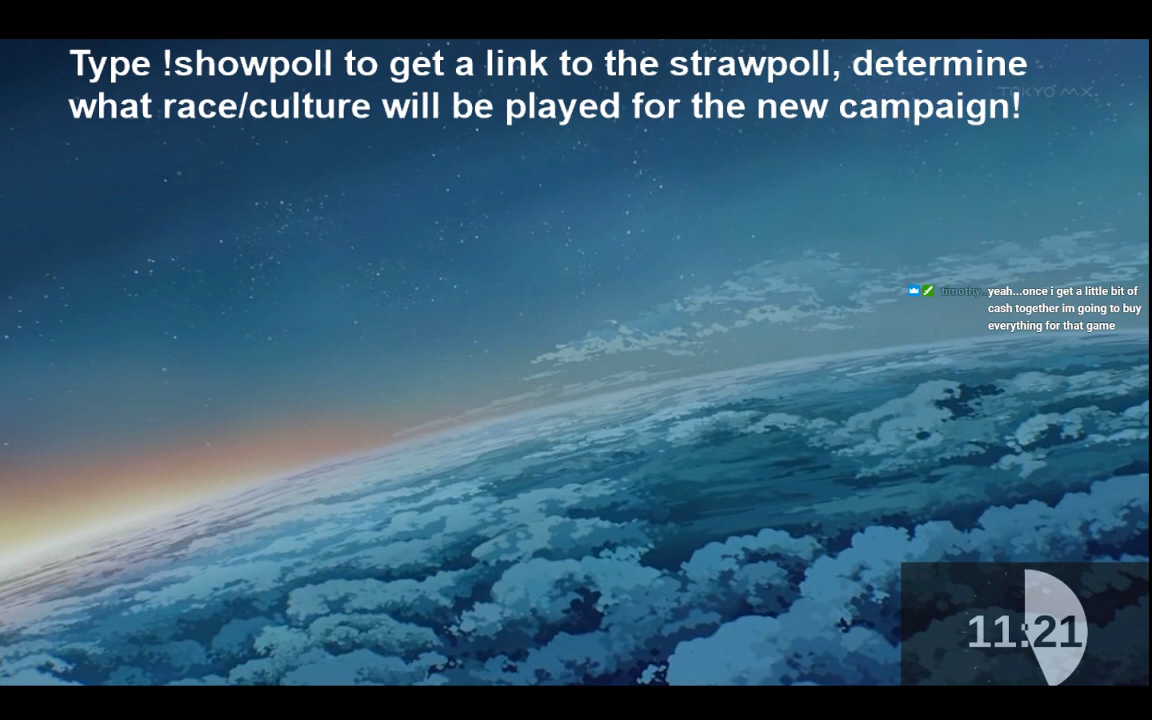 Type !showpoll to get a link to the strawpoll, determine
what race/culture will be played for the new campaign!
TOKYO MX
timothy... yeah...once i get a little bit of
cash together im going to buy
everything for that game
11:21